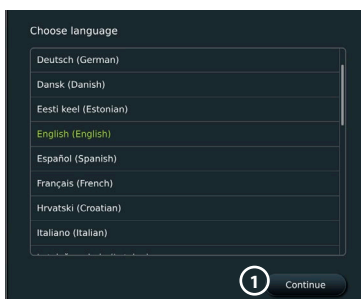 Choose language
Deutsch (German)
Dansk (Danish)
Eesti keel (Estonian)
English (English)
Español (Spanish)
Français (French)
Hrvatski (Croatian)
Italiano (Italian)
1 Continue